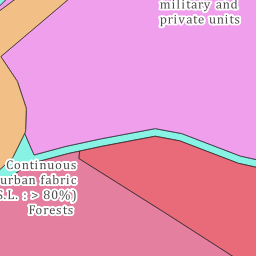 military and
private units
Continuous
urban fabric
S.L. : > 80%)
Forests